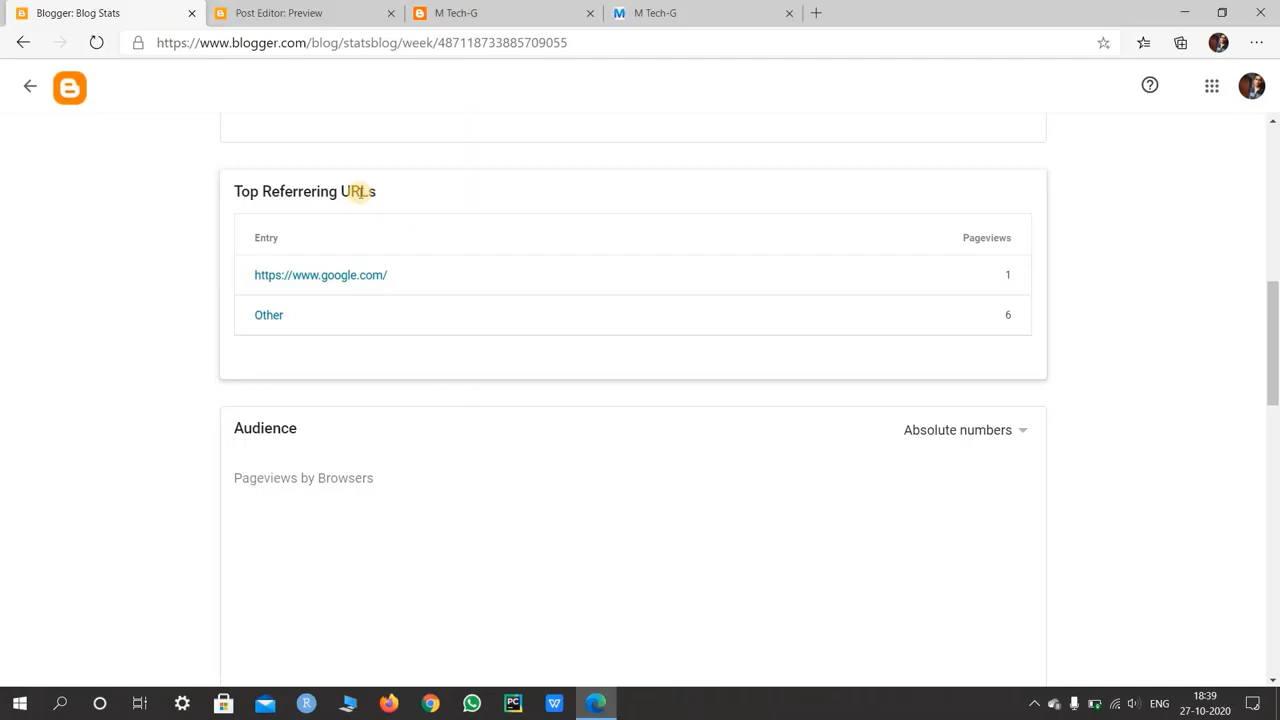 Blogger: Blog Stats
Post Editor: Preview
M Tech-G
M Tech-G
https://www.blogger.com/blog/statsblog/week/487118733885709055
Top Referrering URLs
Entry
Pageviews
https://www.google.com/
1
Other
6
Audience
Absolute numbers
Pageviews by Browsers
ENG
18:39
27-10-2020